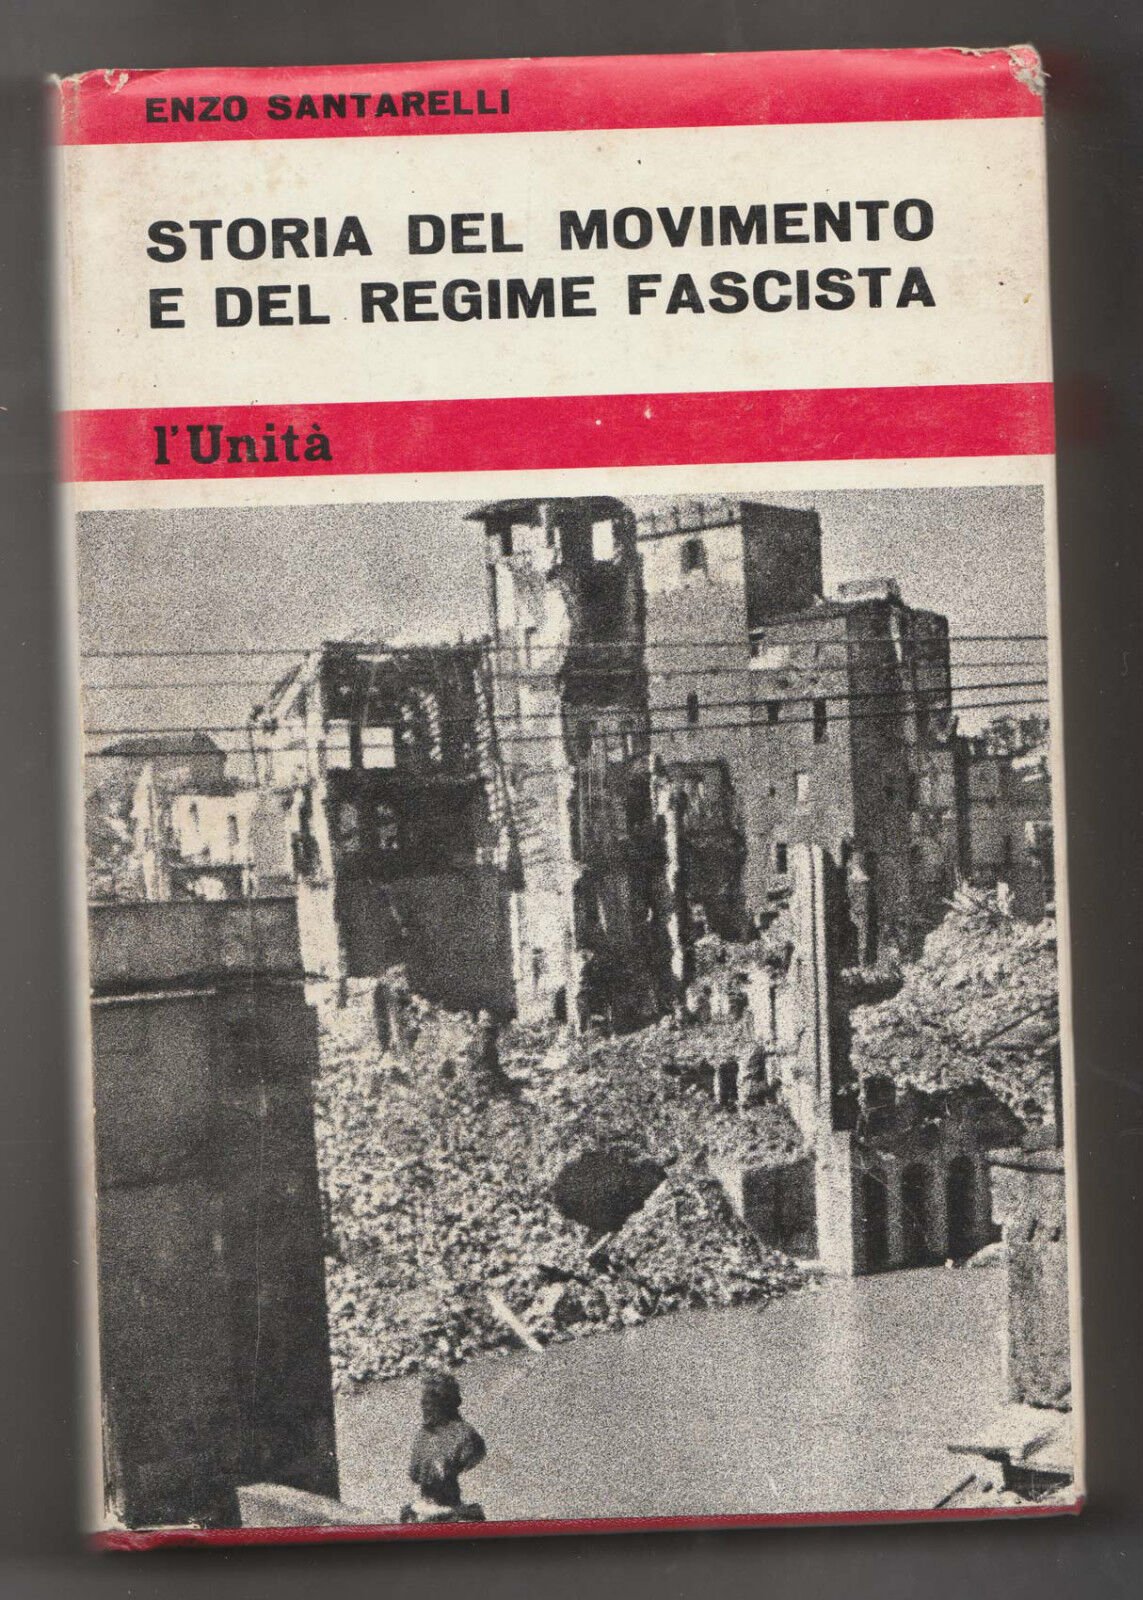 ENZO SANTARELLI
STORIA DEL MOVIMENTO
E DEL REGIME FASCISTA
l'Unità